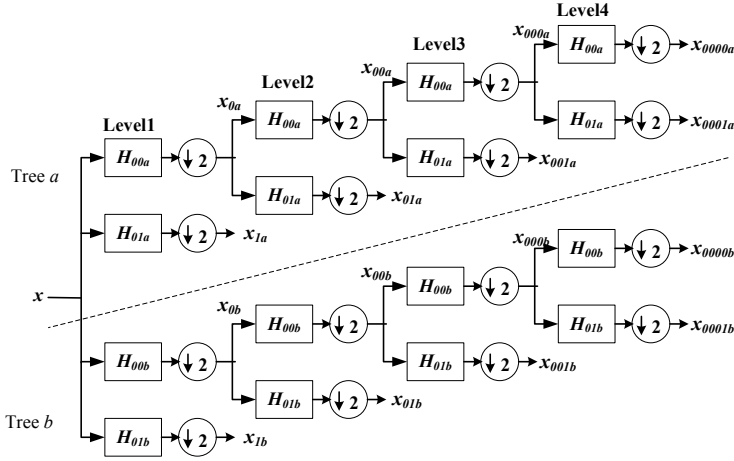 Level4
x000a
H00a
↓ 2
x0000a
Level3
x00a
H00a
↓ 2
Level2
x0a
H00a
↓ 2
H01a
↓ 2
x0001a
Level1
H00a
↓ 2
H01a
↓ 2
x001a
Tree a
H01a
↓ 2
x01a
H01a
↓ 2
x1a
x000b
H00b
↓ 2
x0000b
x00b
H00b
↓ 2
x
x0b
H00b
↓ 2
H01b
↓ 2
x0001b
H00b
↓ 2
H01b
↓ 2
x001b
Tree b
H01b
↓ 2
x01b
H01b
↓ 2
x1b